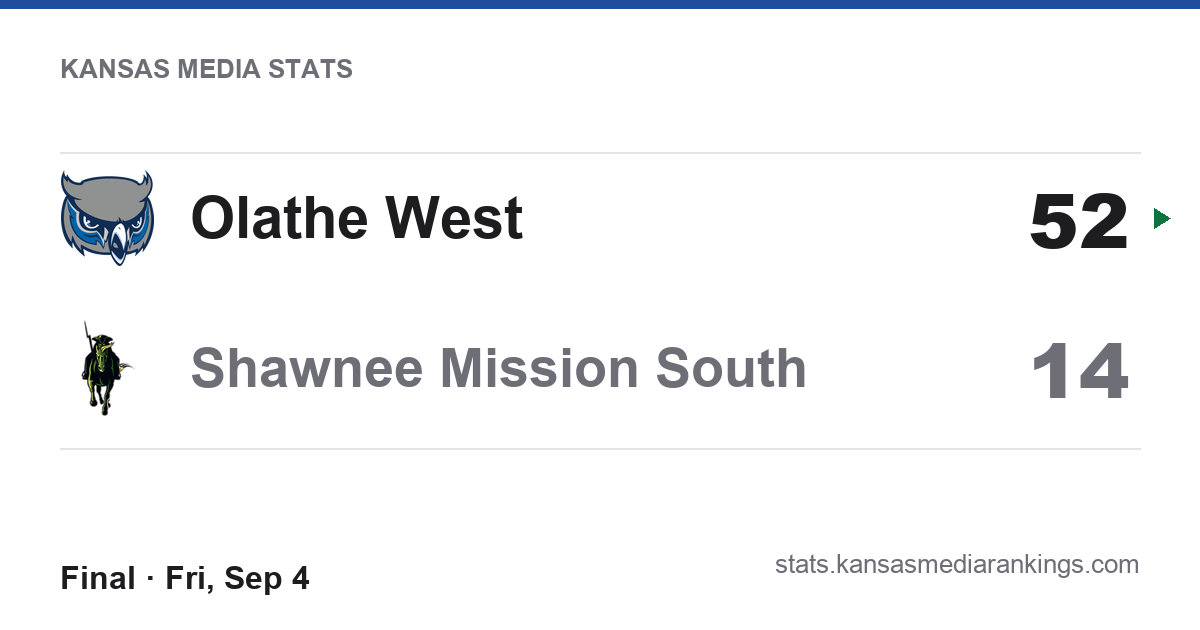 KANSAS MEDIA STATS
Olathe West 52
Shawnee Mission South 14
Final · Fri, Sep 4
stats.kansasmediarankings.com